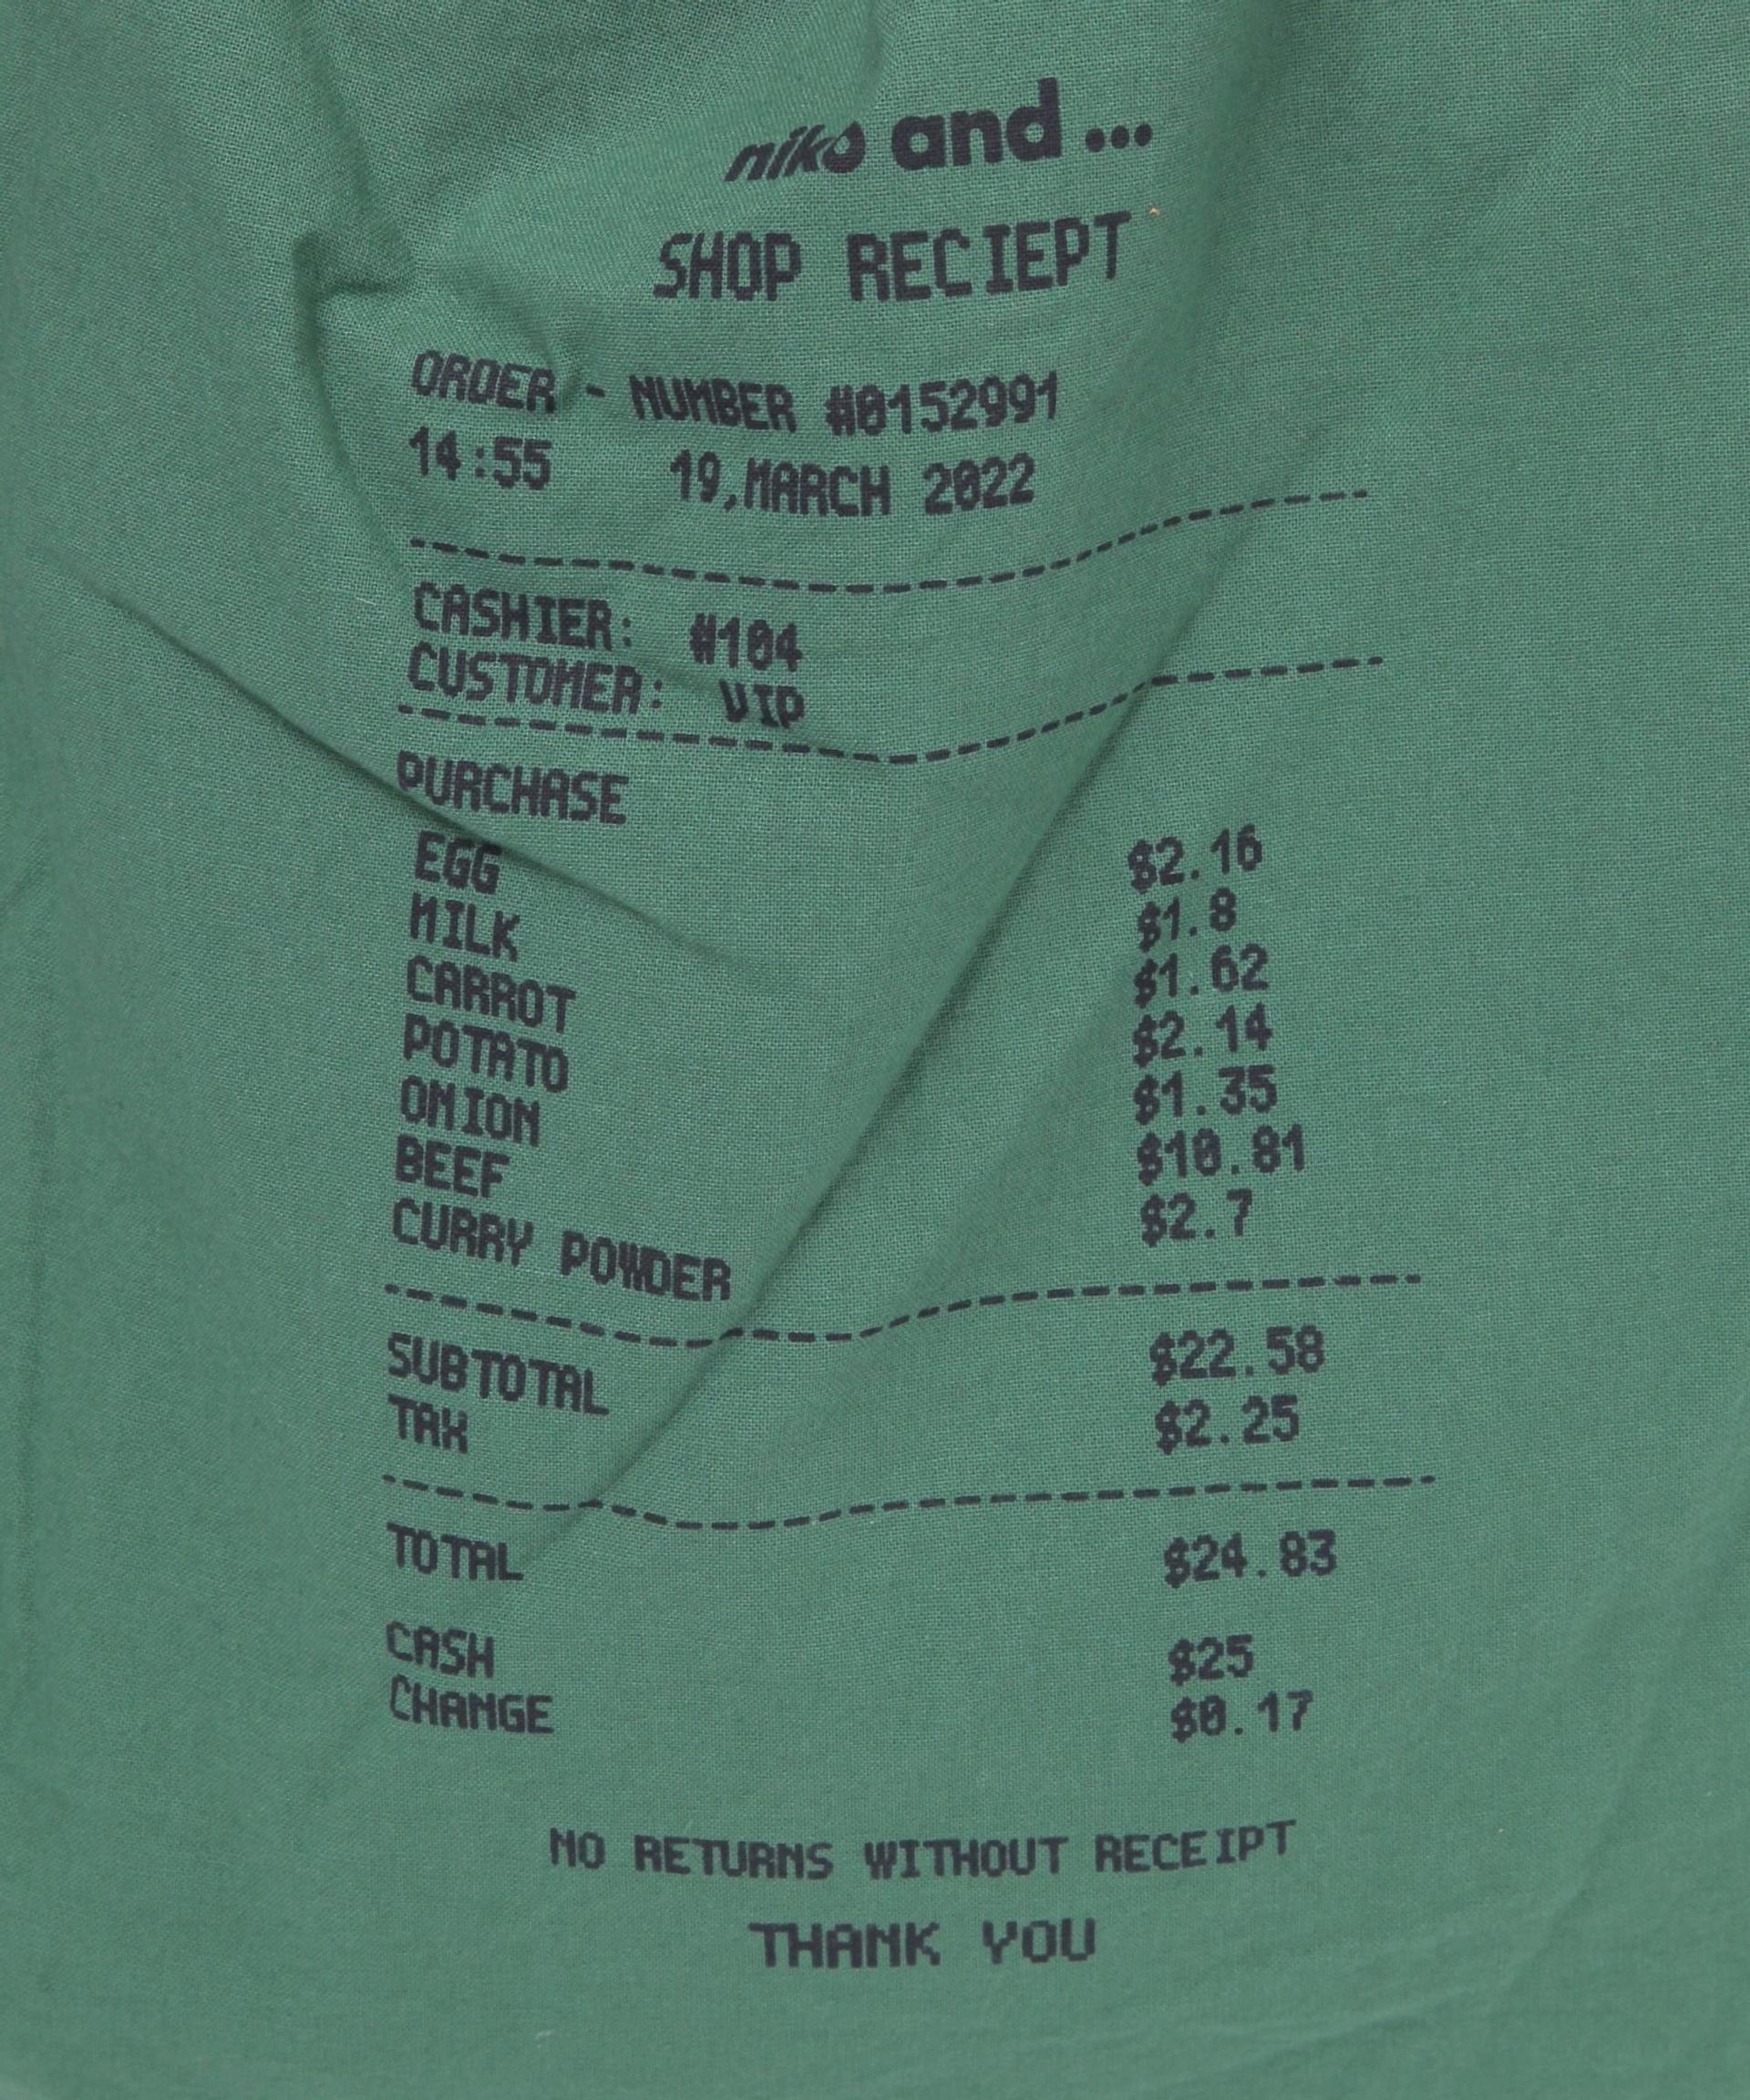 niko and ...
SHOP RECIEPT
ORDER - NUMBER #0152991
14:55 19,MARCH 2022
CASHIER: #104
CUSTOMER: VIP
PURCHASE
EGG $2.16
MILK $1.8
CARROT $1.62
POTATO $2.14
ONION $1.35
BEEF $10.81
CURRY POWDER $2.7
SUBTOTAL $22.58
TAX $2.25
TOTAL $24.83
CASH $25
CHANGE $0.17
NO RETURNS WITHOUT RECEIPT
THANK YOU